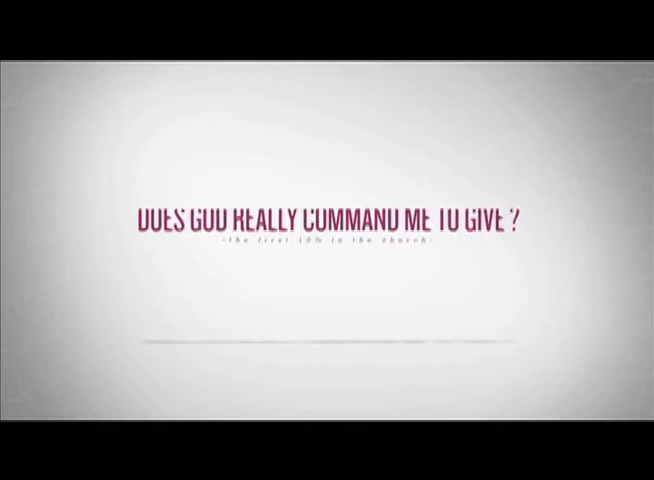 DOES GOD REALLY COMMAND ME TO GIVE ?
-the first 10% to the church-